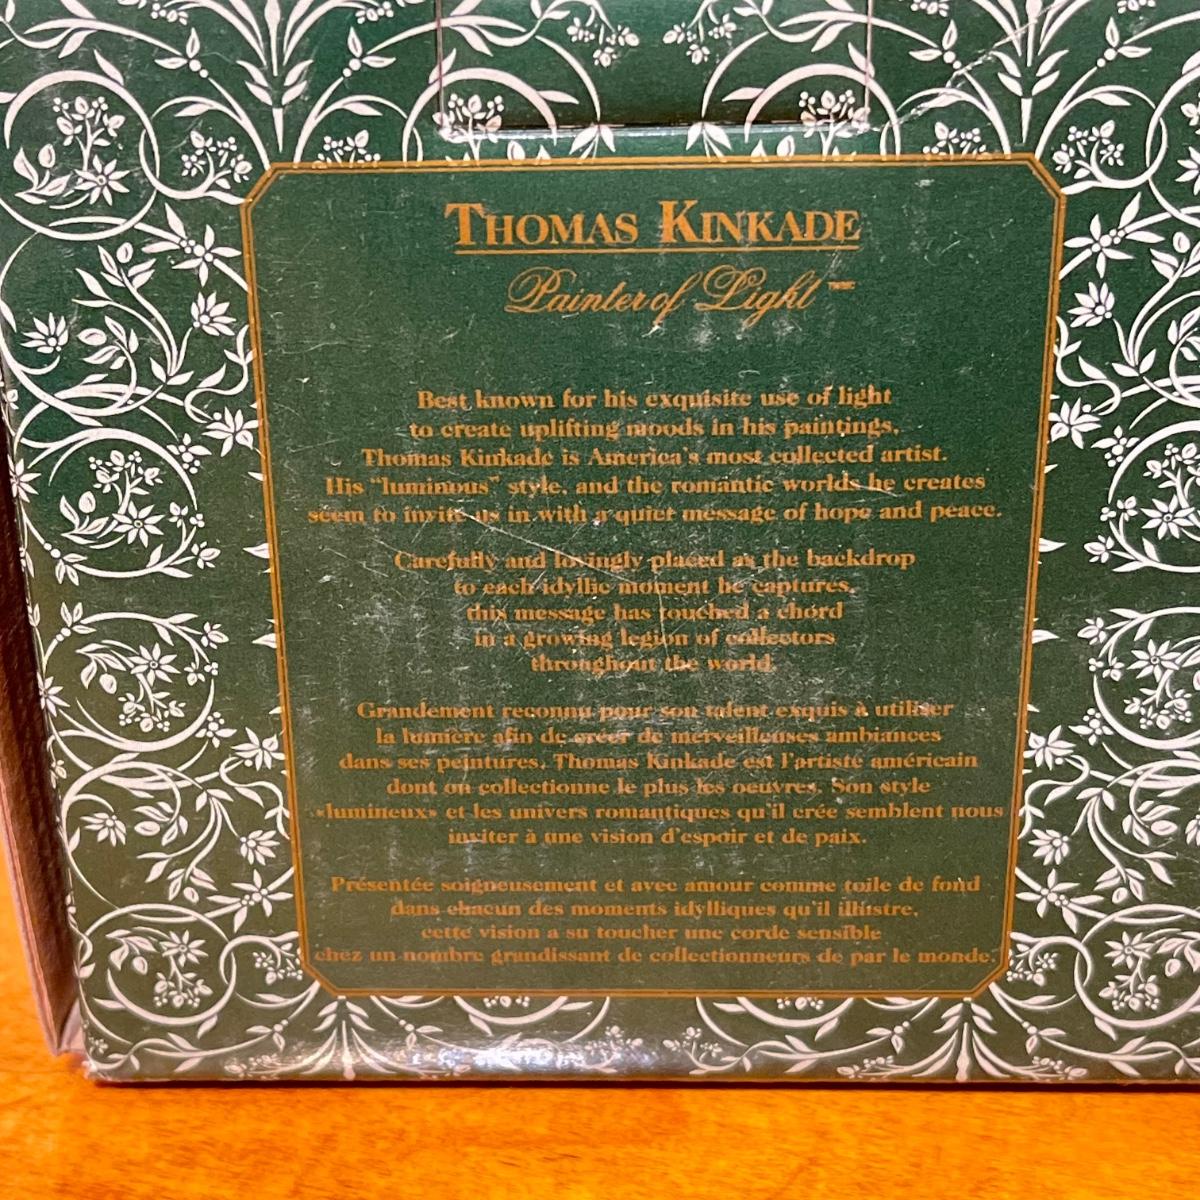 THOMAS KINKADE
Painter of Light ™
Best known for his exquisite use of light
to create uplifting moods in his paintings,
Thomas Kinkade is America's most collected artist.
His "luminous" style, and the romantic worlds he creates
seem to invite us in with a quiet message of hope and peace.
Carefully and lovingly placed as the backdrop
to each idyllic moment he captures,
this message has touched a chord
in a growing legion of collectors
throughout the world.
Grandement reconnu pour son talent exquis à utiliser
la lumière afin de créer de merveilleuses ambiances
dans ses peintures, Thomas Kinkade est l'artiste américain
dont on collectionne le plus les oeuvres. Son style
«lumineux» et les univers romantiques qu'il crée semblent nous
inviter à une vision d'espoir et de paix.
Présentée soigneusement et avec amour comme toile de fond
dans chacun des moments idylliques qu'il illustre,
cette vision a su toucher une corde sensible
chez un nombre grandissant de collectionneurs de par le monde.